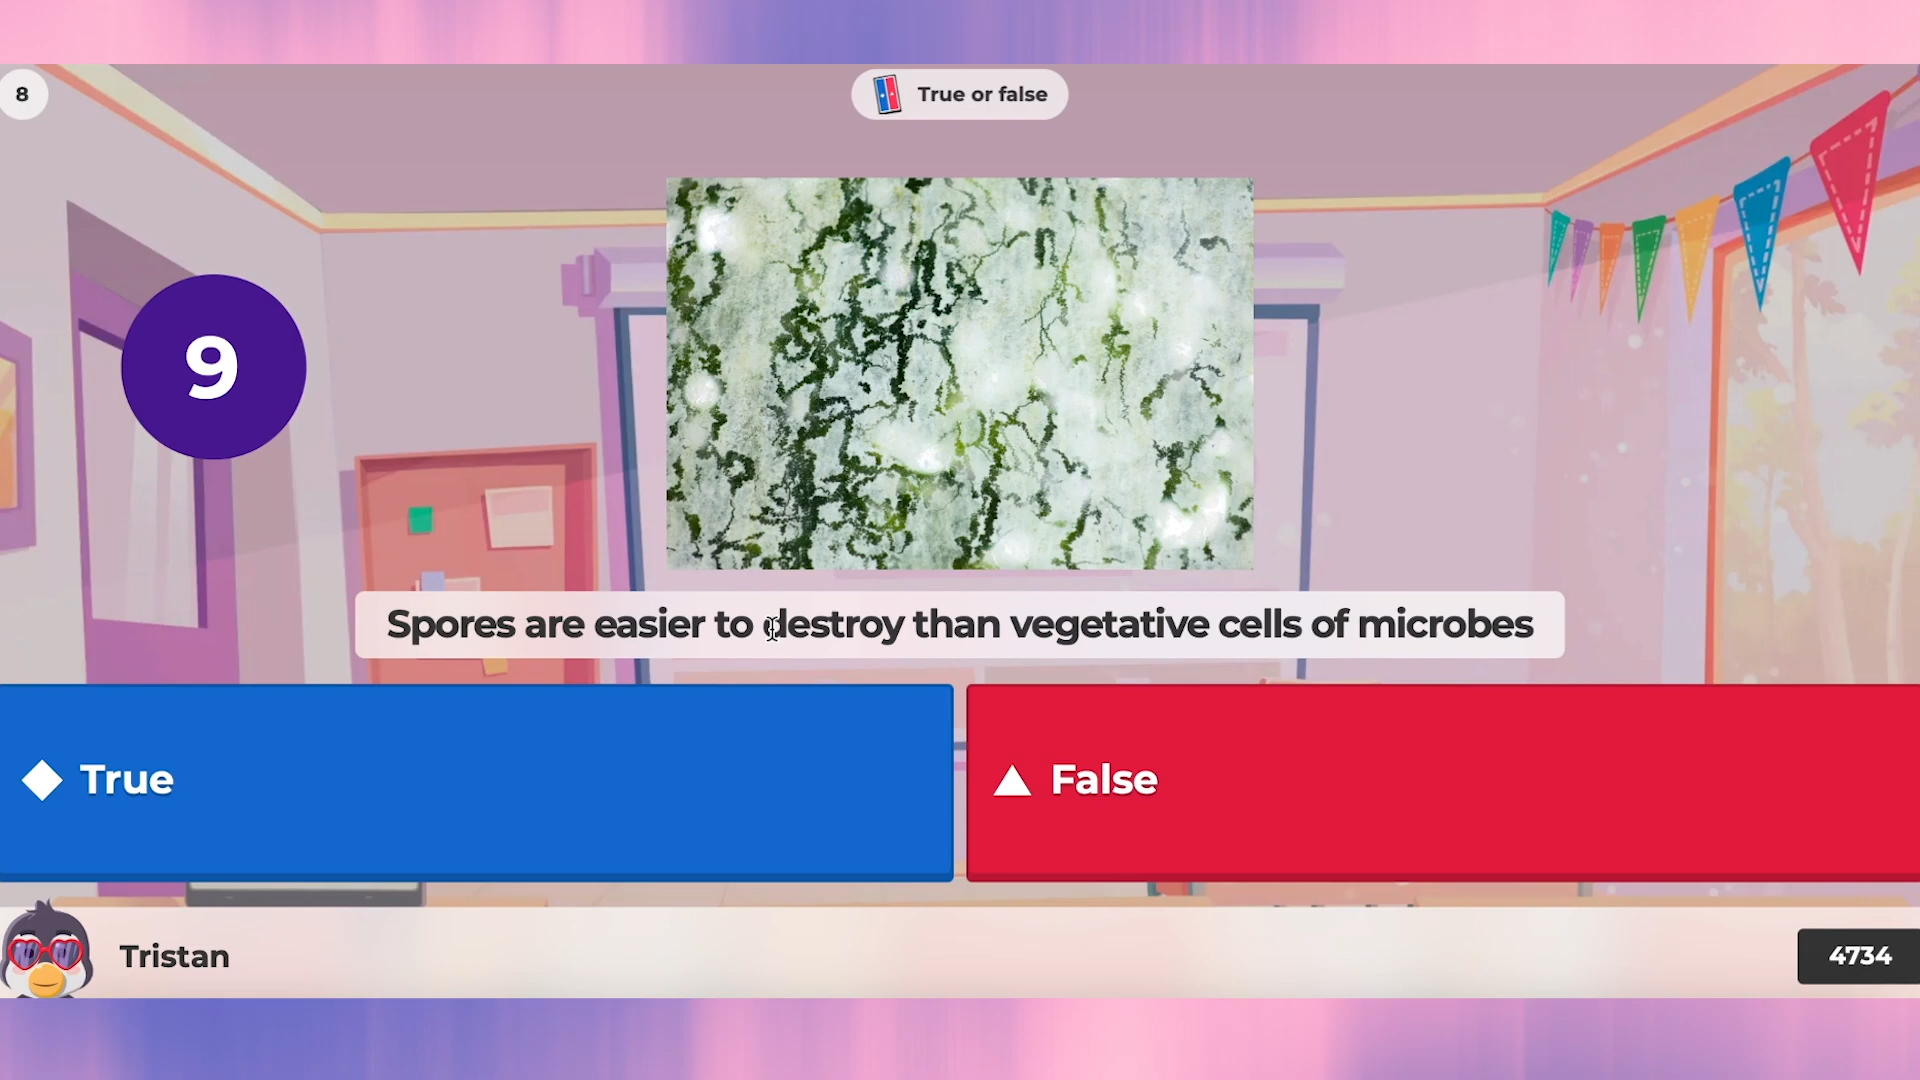 8
True or false
9
Spores are easier to destroy than vegetative cells of microbes
True
False
Tristan
4734